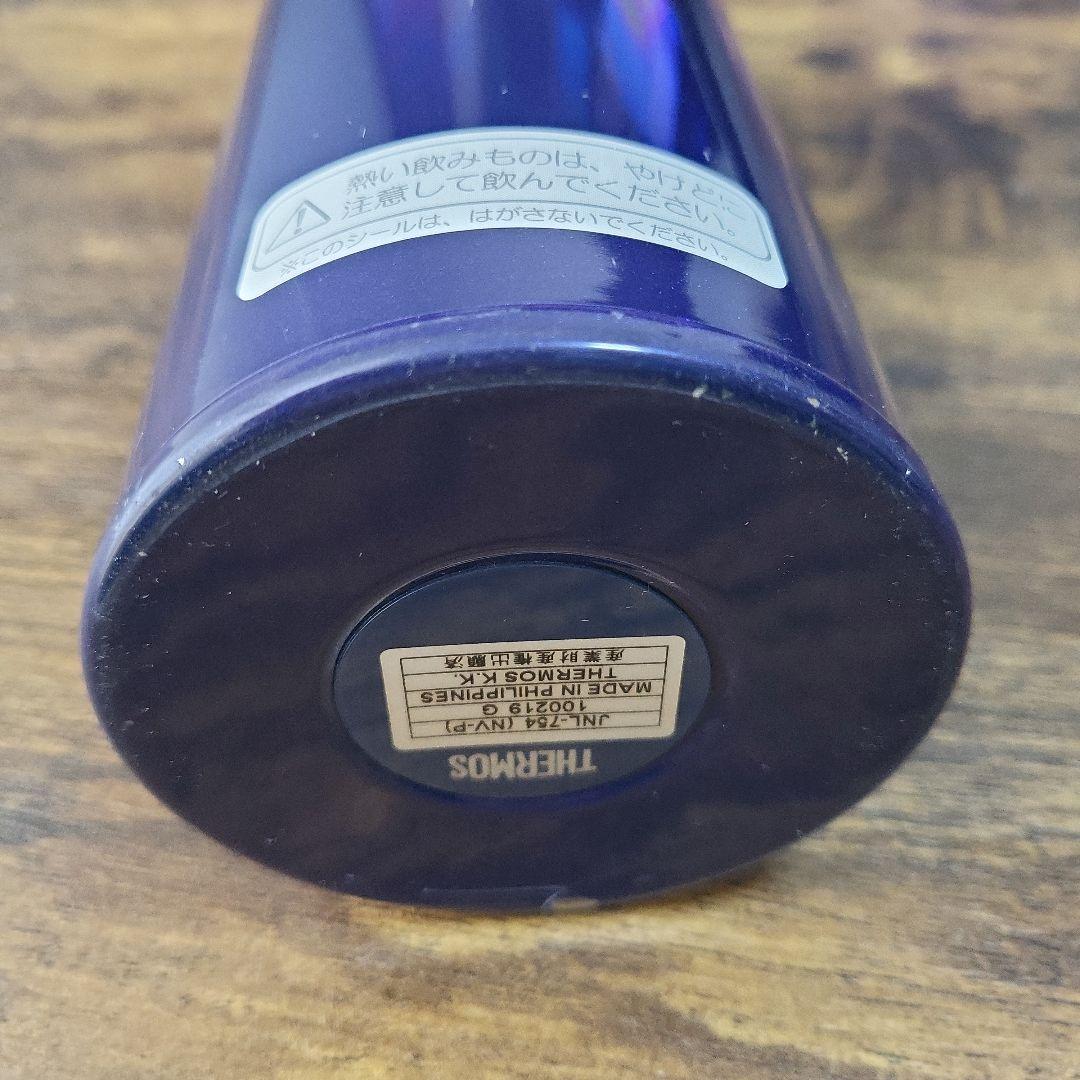 熱い飲みものは、やけどに
注意して飲んでください。
※このシールは、はがさないでください。
THERMOS
JNL-754 (NV-P)
100219 G
MADE IN PHILIPPINES
THERMOS K.K.
産業財産権出願済